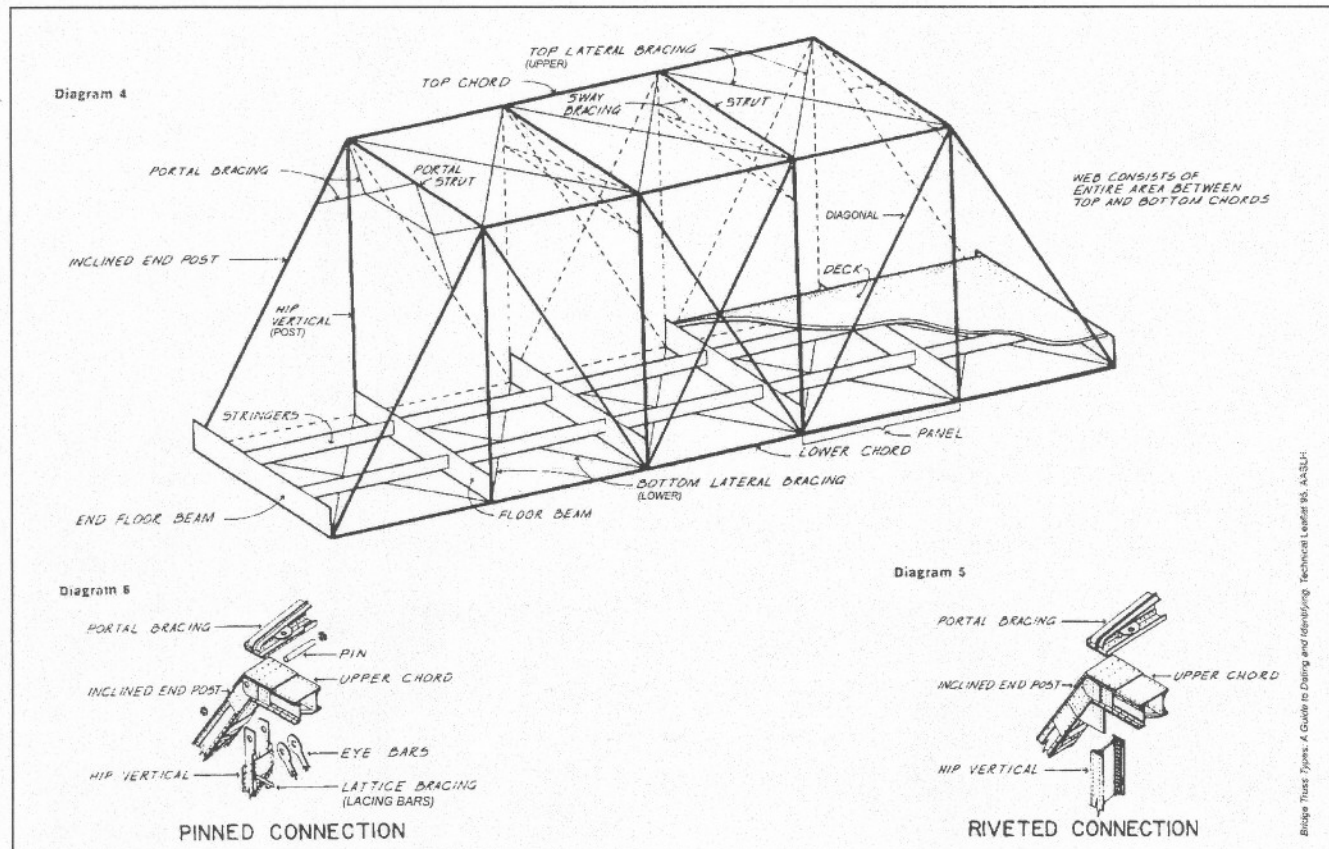 Diagram 4
TOP LATERAL BRACING
(UPPER)
TOP CHORD
SWAY
BRACING
STRUT
PORTAL BRACING
PORTAL
STRUT
WEB CONSISTS OF
ENTIRE AREA BETWEEN
TOP AND BOTTOM CHORDS
DIAGONAL
INCLINED END POST
DECK
HIP
VERTICAL
(POST)
STRINGERS
PANEL
LOWER CHORD
BOTTOM LATERAL BRACING
(LOWER)
END FLOOR BEAM
FLOOR BEAM
Diagram 6
PORTAL BRACING
PIN
UPPER CHORD
INCLINED END POST
EYE BARS
HIP VERTICAL
LATTICE BRACING
(LACING BARS)
PINNED CONNECTION
Diagram 5
PORTAL BRACING
UPPER CHORD
INCLINED END POST
HIP VERTICAL
RIVETED CONNECTION
Bridge Truss Types: A Guide to Dating and Identifying. Technical Leaflet 95, AASLH.